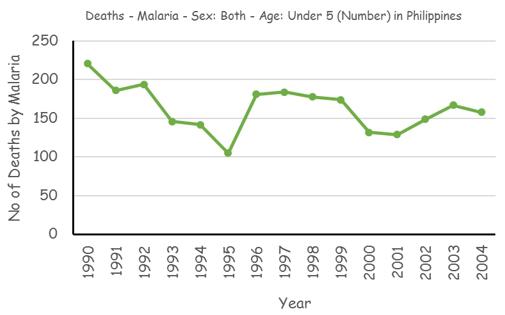 Deaths - Malaria - Sex: Both - Age: Under 5 (Number) in Philippines
No of Deaths by Malaria
250
200
150
100
50
0
1990 1991 1992 1993 1994 1995 1996 1997 1998 1999 2000 2001 2002 2003 2004
Year